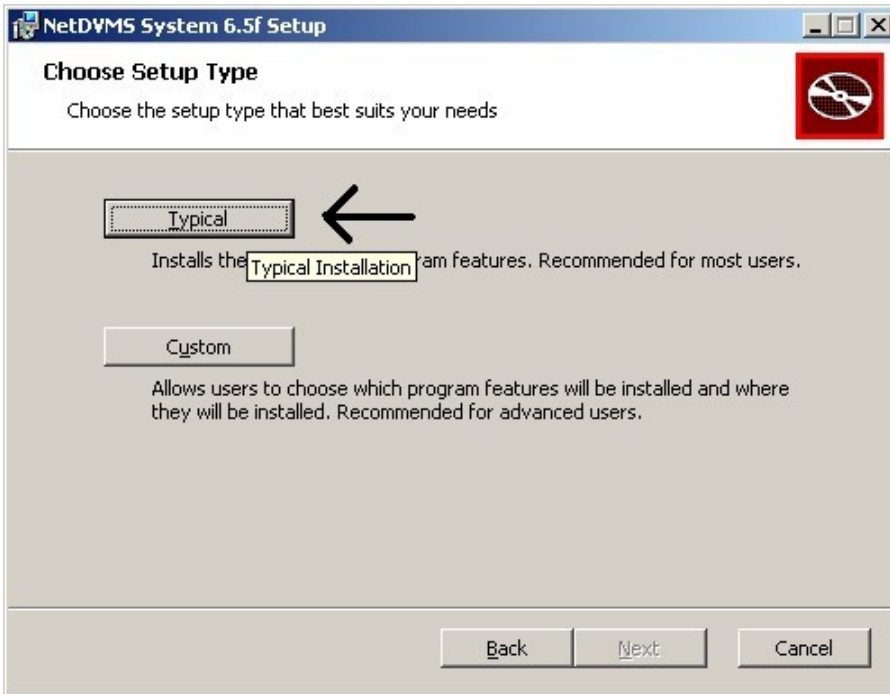 NetDVMS System 6.5f Setup
Choose Setup Type
Choose the setup type that best suits your needs
Typical
Installs the ram features. Recommended for most users.
Typical Installation
Custom
Allows users to choose which program features will be installed and where
they will be installed. Recommended for advanced users.
Back Next Cancel